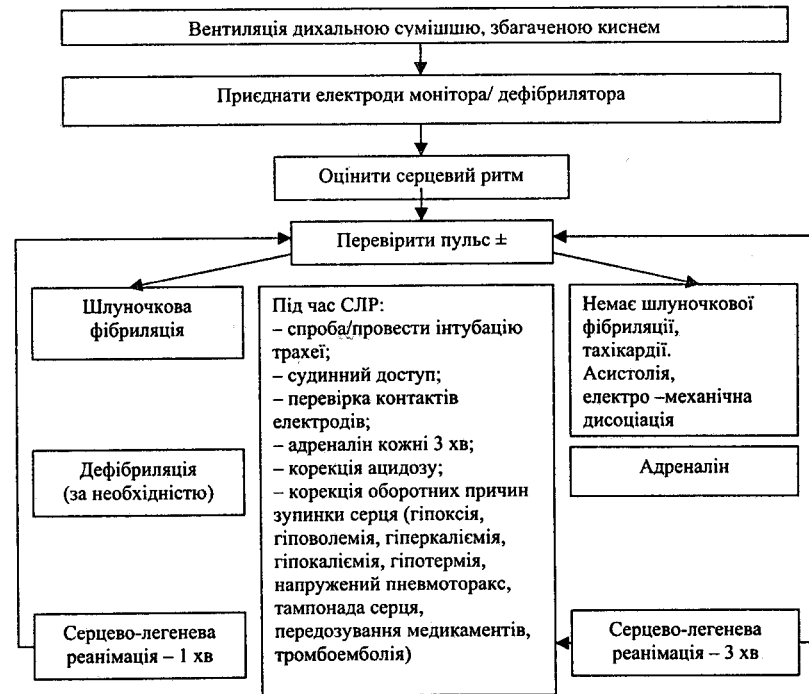 Вентиляція дихальною сумішшю, збагаченою киснем
Приєднати електроди монітора/ дефібрилятора
Оцінити серцевий ритм
Перевірити пульс ±
Шлуночкова
фібриляція
Дефібриляція
(за необхідністю)
Серцево-легенева
реанімація – 1 хв
Під час СЛР:
– спроба/провести інтубацію
трахеї;
– судинний доступ;
– перевірка контактів
електродів;
– адреналін кожні 3 хв;
– корекція ацидозу;
– корекція оборотних причин
зупинки серця (гіпоксія,
гіповолемія, гіперкаліємія,
гіпокаліємія, гіпотермія,
напружений пневмоторакс,
тампонада серця,
передозування медикаментів,
тромбоемболія)
Немає шлуночкової
фібриляції,
тахікардії.
Асистолія,
електро –механічна
дисоціація
Адреналін
Серцево-легенева
реанімація – 3 хв